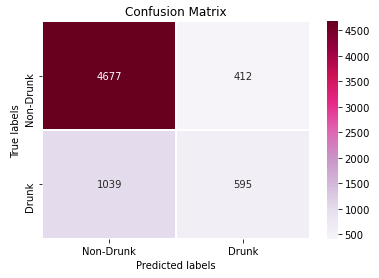 Confusion Matrix
True labels
Non-Drunk
Drunk
4677
412
1039
595
Non-Drunk
Drunk
Predicted labels
4500
4000
3500
3000
2500
2000
1500
1000
500